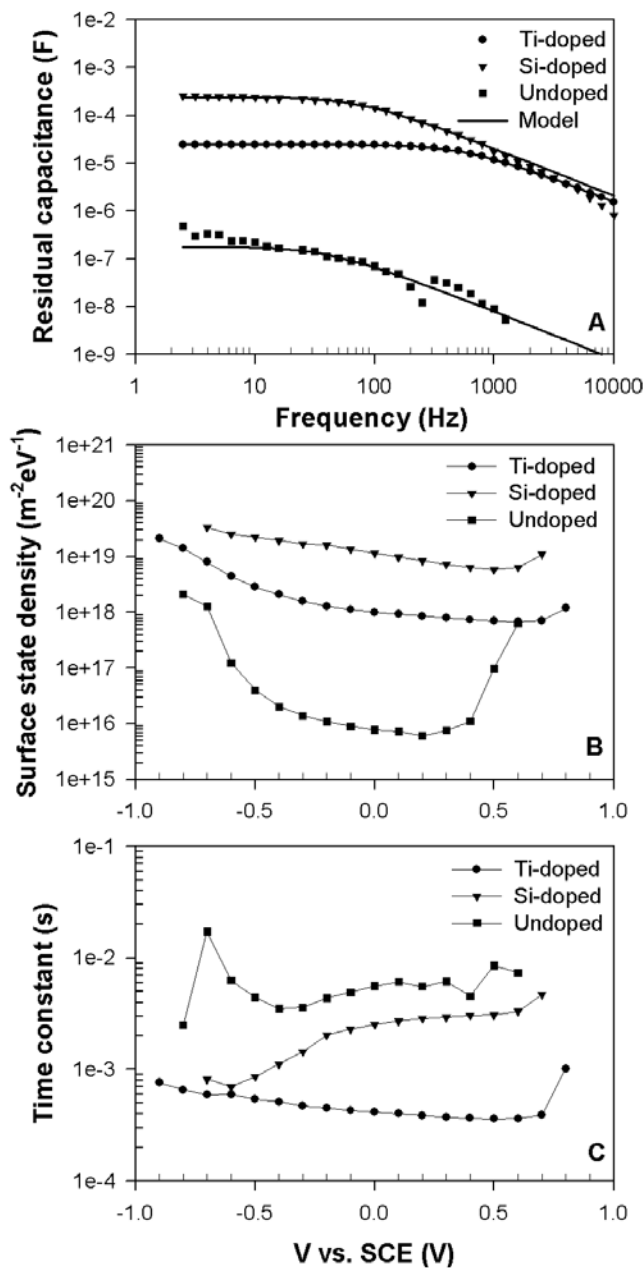 1e-2
1e-3
1e-4
1e-5
1e-6
1e-7
1e-8
1e-9
Residual capacitance (F)
Ti-doped
Si-doped
Undoped
Model
A
1 10 100 1000 10000
Frequency (Hz)
1e+21
1e+20
1e+19
1e+18
1e+17
1e+16
1e+15
Surface state density (m⁻²eV⁻¹)
Ti-doped
Si-doped
Undoped
B
-1.0 -0.5 0.0 0.5 1.0
1e-1
1e-2
1e-3
1e-4
Time constant (s)
Ti-doped
Si-doped
Undoped
C
-1.0 -0.5 0.0 0.5 1.0
V vs. SCE (V)